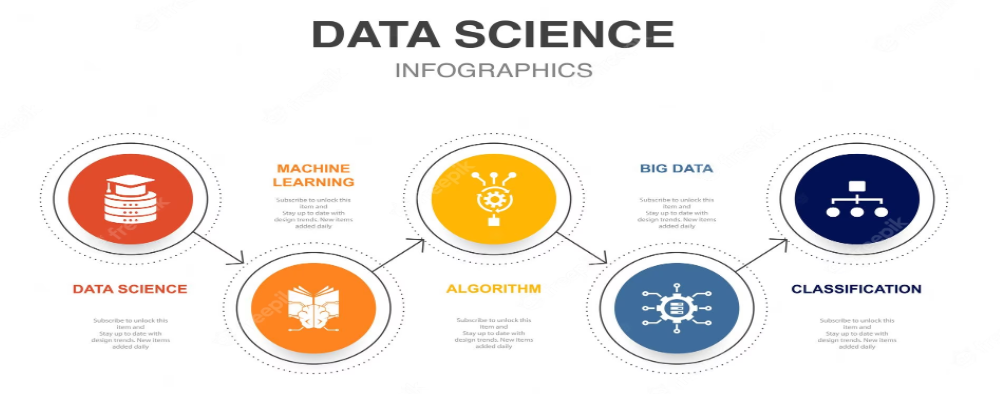 DATA SCIENCE
INFOGRAPHICS
MACHINE
LEARNING
Subscribe to unlock this
item and
Stay up to date with
design trends. New items
added daily
BIG DATA
Subscribe to unlock this
item and
Stay up to date with
design trends. New items
added daily
DATA SCIENCE
Subscribe to unlock this
item and
Stay up to date with
design trends. New items
added daily
ALGORITHM
Subscribe to unlock this
item and
Stay up to date with
design trends. New items
added daily
CLASSIFICATION
Subscribe to unlock this
item and
Stay up to date with
design trends. New items
added daily